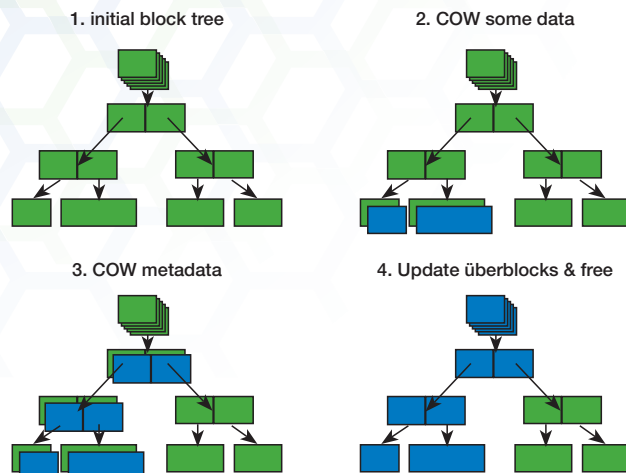 1. initial block tree
2. COW some data
3. COW metadata
4. Update überblocks & free